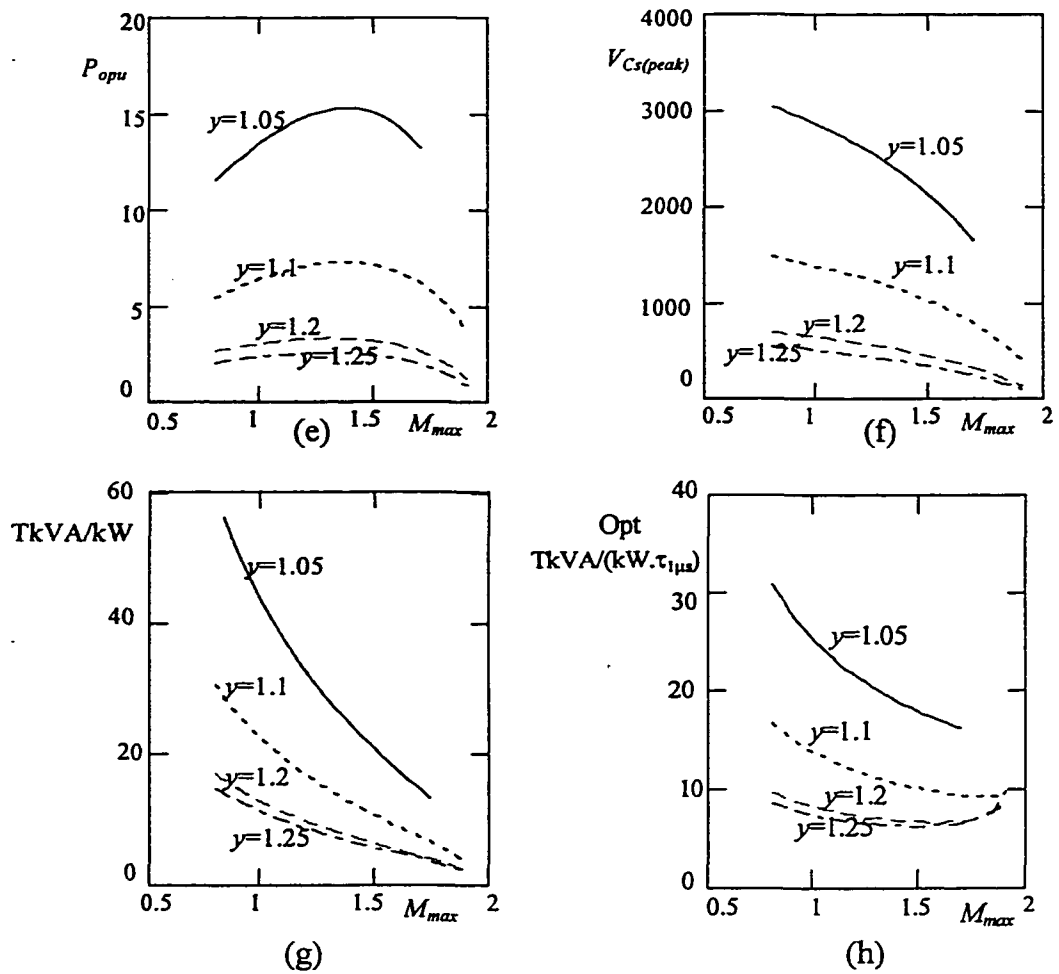 20
P_opu
15
10
5
0
y=1.05
y=1.1
y=1.2
y=1.25
0.5 1 1.5 M_max 2
(e)
4000
V_Cs(peak)
3000
2000
1000
0
y=1.05
y=1.1
y=1.2
y=1.25
0.5 1 1.5 M_max 2
(f)
60
TkVA/kW
40
20
0
y=1.05
y=1.1
y=1.2
y=1.25
0.5 1 1.5 M_max 2
(g)
40
Opt
TkVA/(kW.τ_1μs)
30
20
10
0
y=1.05
y=1.1
y=1.2
y=1.25
0.5 1 1.5 M_max 2
(h)